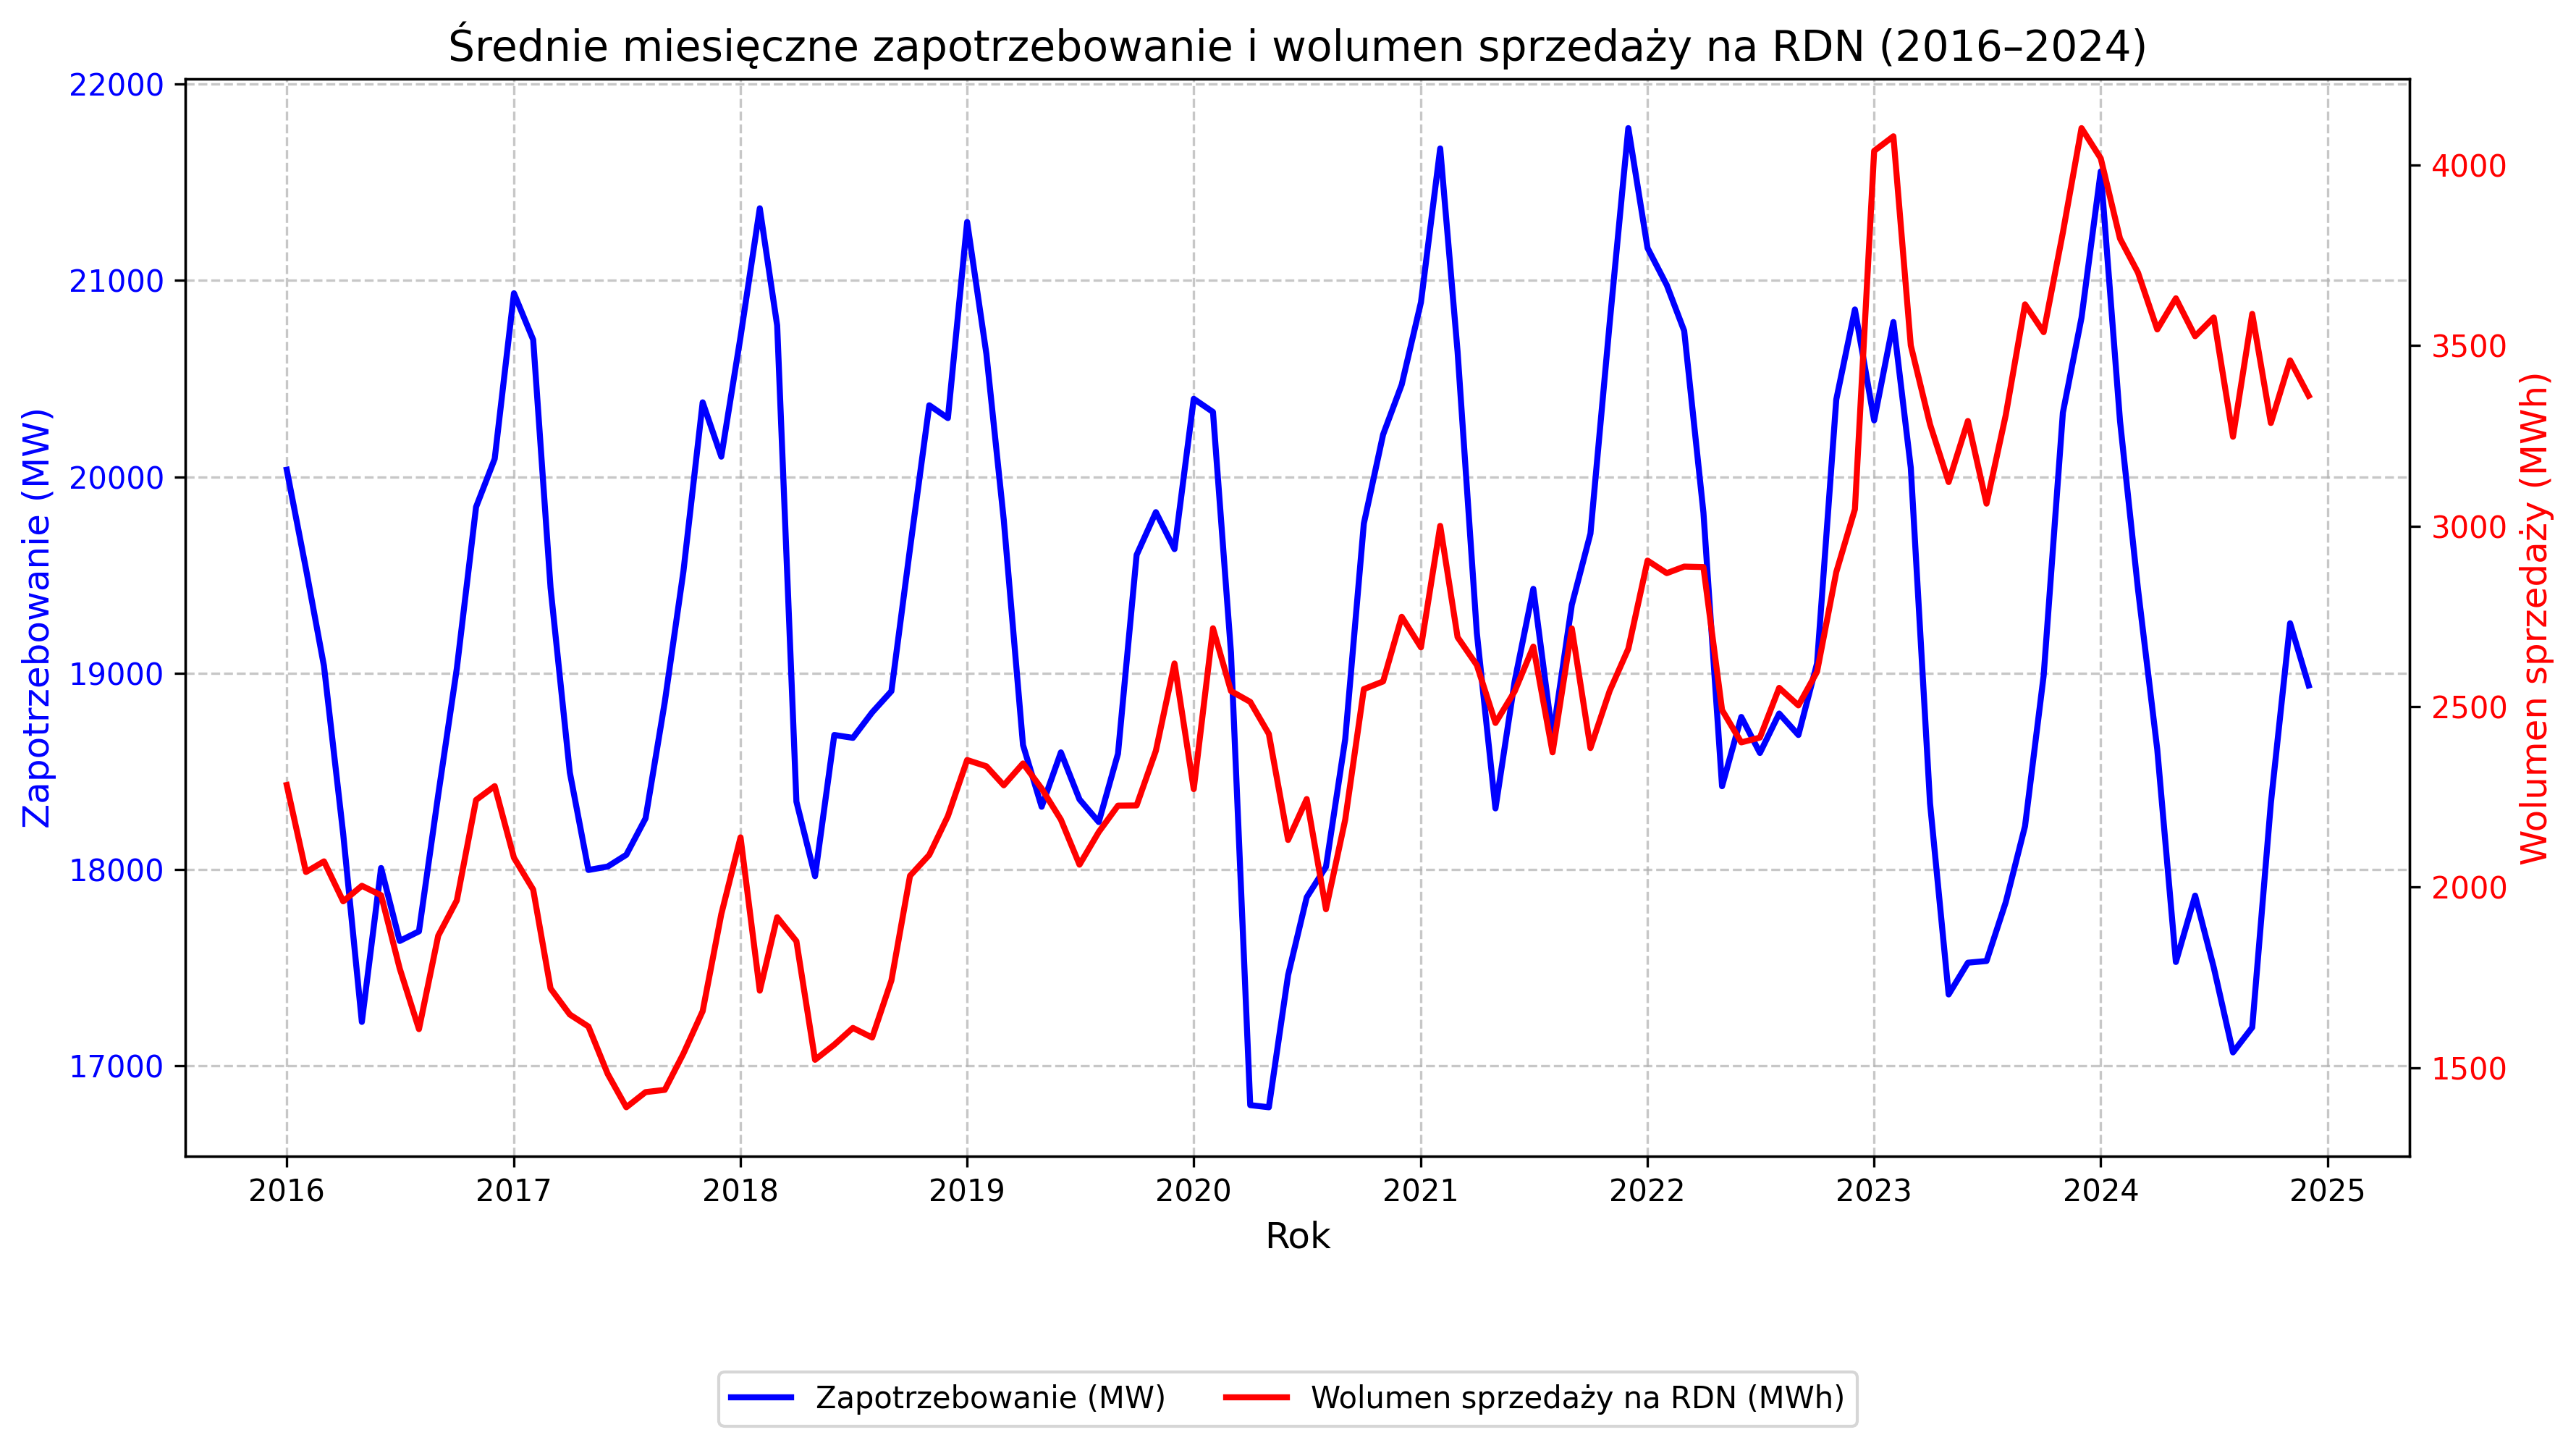 Średnie miesięczne zapotrzebowanie i wolumen sprzedaży na RDN (2016–2024)
22000
21000
20000
19000
18000
17000
Zapotrzebowanie (MW)
4000
3500
3000
2500
2000
1500
Wolumen sprzedaży (MWh)
2016 2017 2018 2019 2020 2021 2022 2023 2024 2025
Rok
Zapotrzebowanie (MW) Wolumen sprzedaży na RDN (MWh)